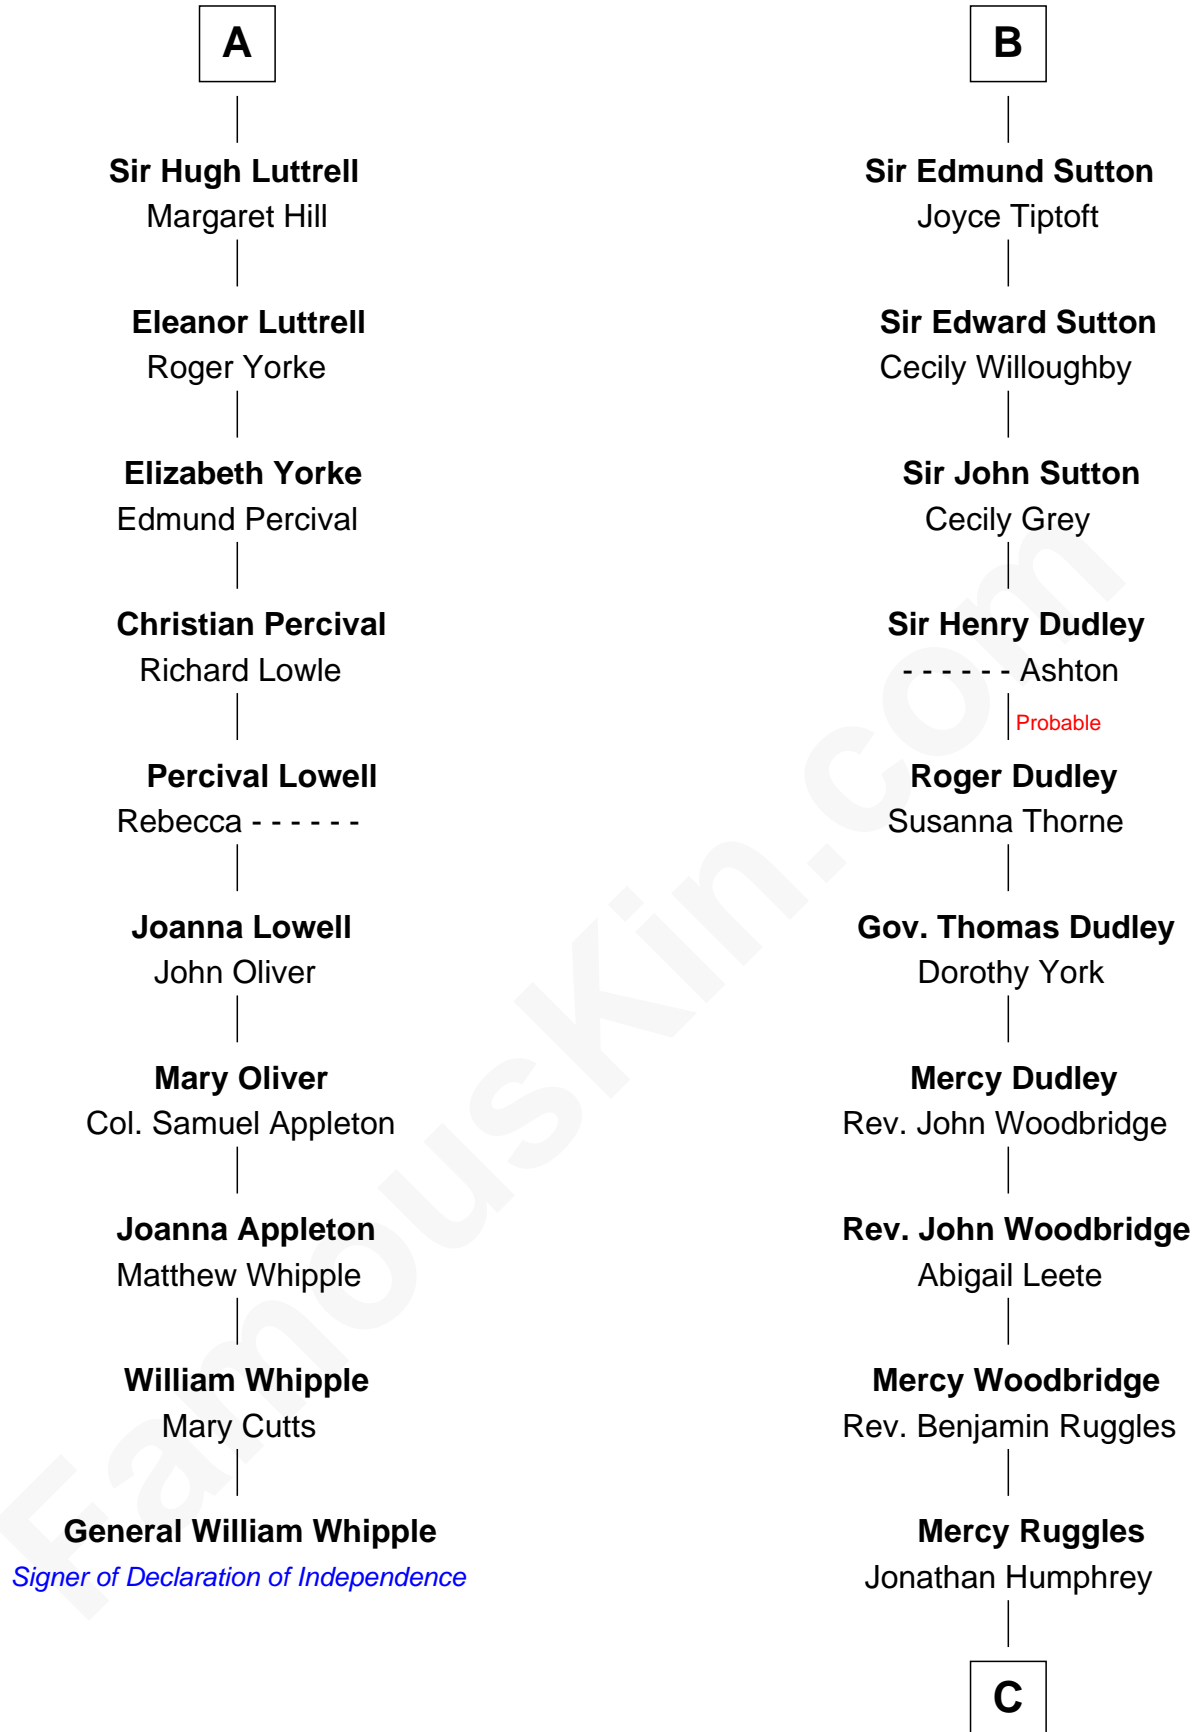 A
Sir Hugh Luttrell
Margaret Hill
Eleanor Luttrell
Roger Yorke
Elizabeth Yorke
Edmund Percival
Christian Percival
Richard Lowle
Percival Lowell
Rebecca - - - - - -
Joanna Lowell
John Oliver
Mary Oliver
Col. Samuel Appleton
Joanna Appleton
Matthew Whipple
William Whipple
Mary Cutts
General William Whipple
Signer of Declaration of Independence
B
Sir Edmund Sutton
Joyce Tiptoft
Sir Edward Sutton
Cecily Willoughby
Sir John Sutton
Cecily Grey
Sir Henry Dudley
- - - - - - Ashton
Probable
Roger Dudley
Susanna Thorne
Gov. Thomas Dudley
Dorothy York
Mercy Dudley
Rev. John Woodbridge
Rev. John Woodbridge
Abigail Leete
Mercy Woodbridge
Rev. Benjamin Ruggles
Mercy Ruggles
Jonathan Humphrey
C
FamousKin.com